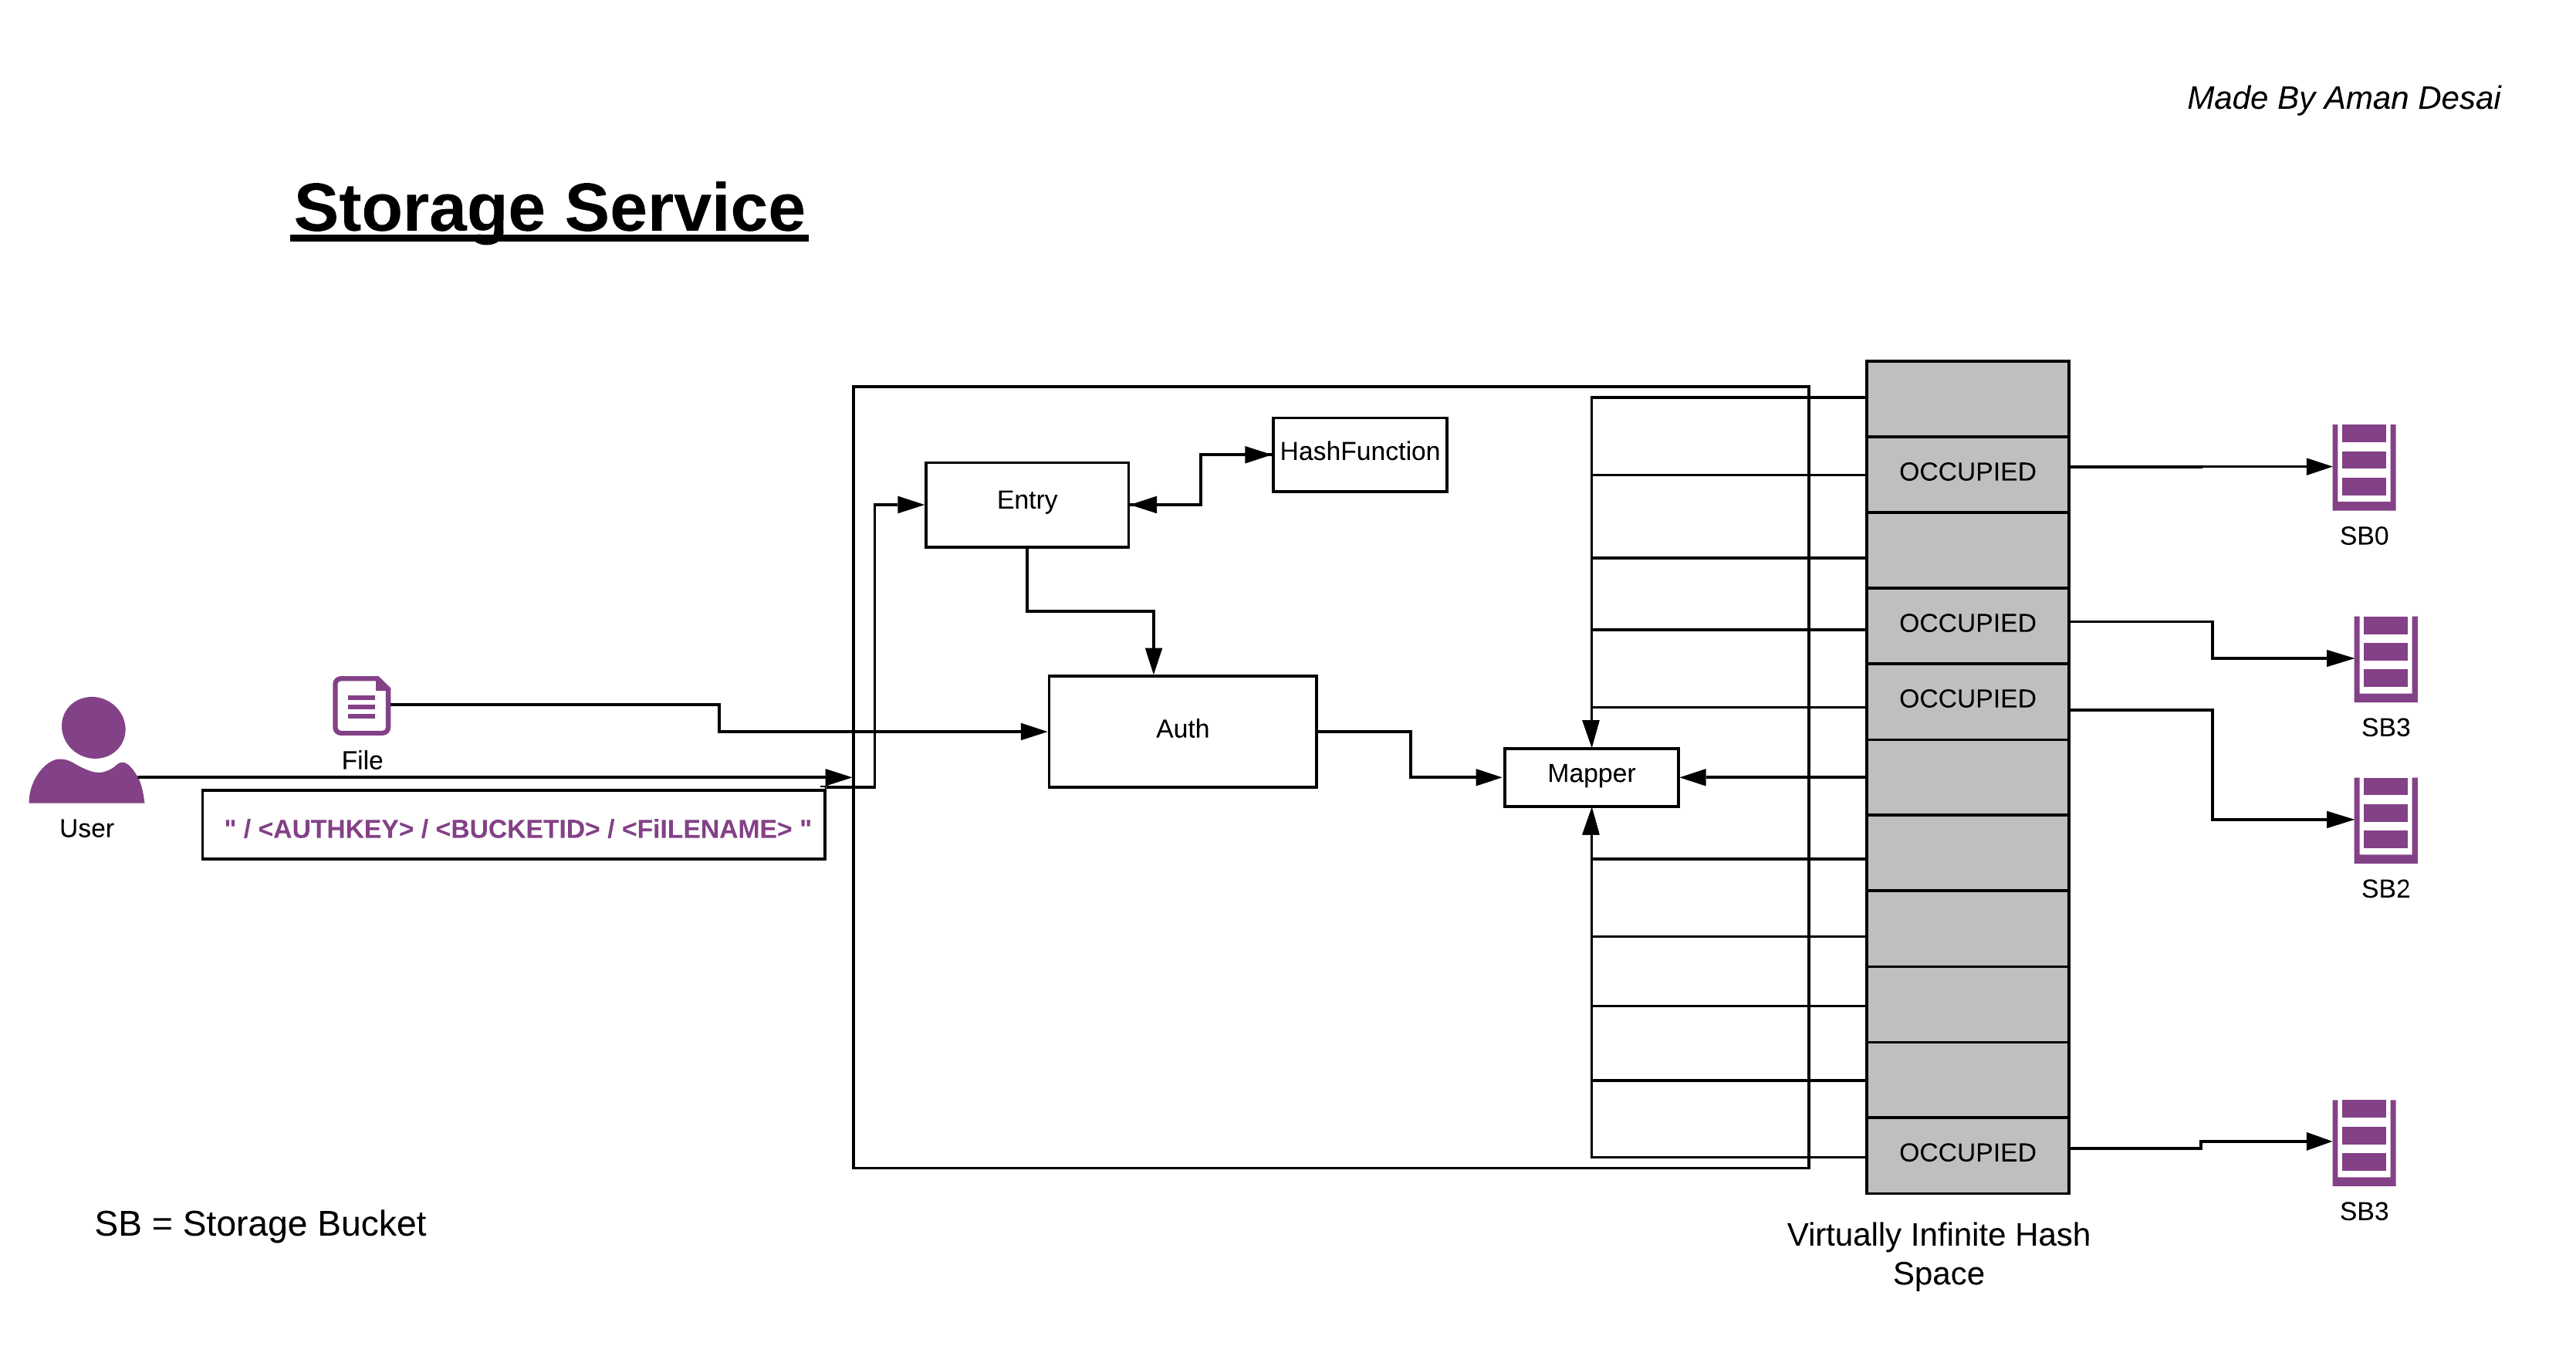 Made By Aman Desai
Storage Service
HashFunction
Entry
OCCUPIED
SB0
OCCUPIED
OCCUPIED
SB3
Auth
File
Mapper
User
" / <AUTHKEY> / <BUCKETID> / <FiILENAME> "
SB2
OCCUPIED
SB3
SB = Storage Bucket
Virtually Infinite Hash
Space